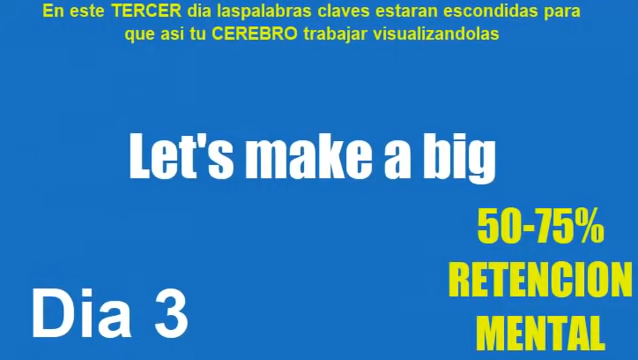 En este TERCER dia laspalabras claves estaran escondidas para
que asi tu CEREBRO trabajar visualizandolas
Let's make a big
50-75%
RETENCION
MENTAL
Dia 3